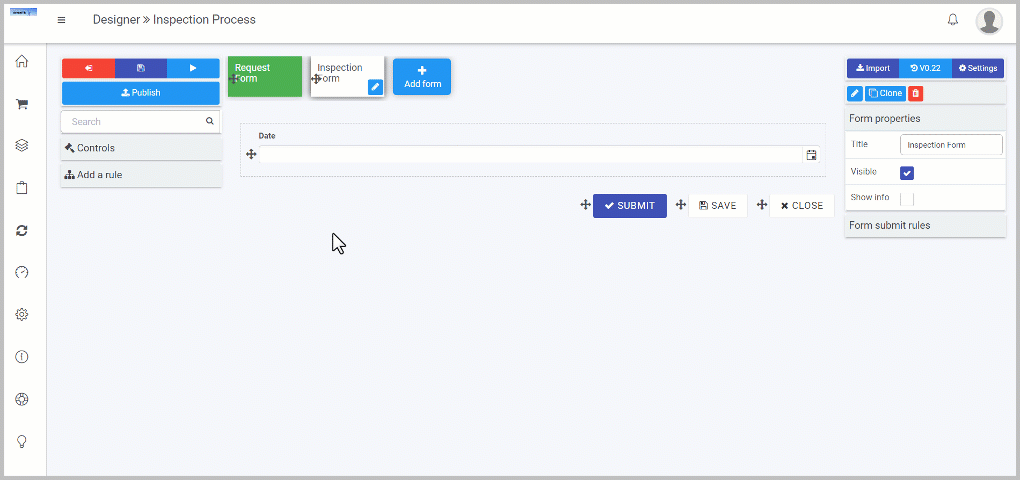 Designer » Inspection Process
Publish
Search
Controls
Add a rule
Request
Form
Inspection
Form
Add form
Date
SUBMIT
SAVE
CLOSE
Import
V0.22
Settings
Clone
Form properties
Title
Inspection Form
Visible
Show info
Form submit rules